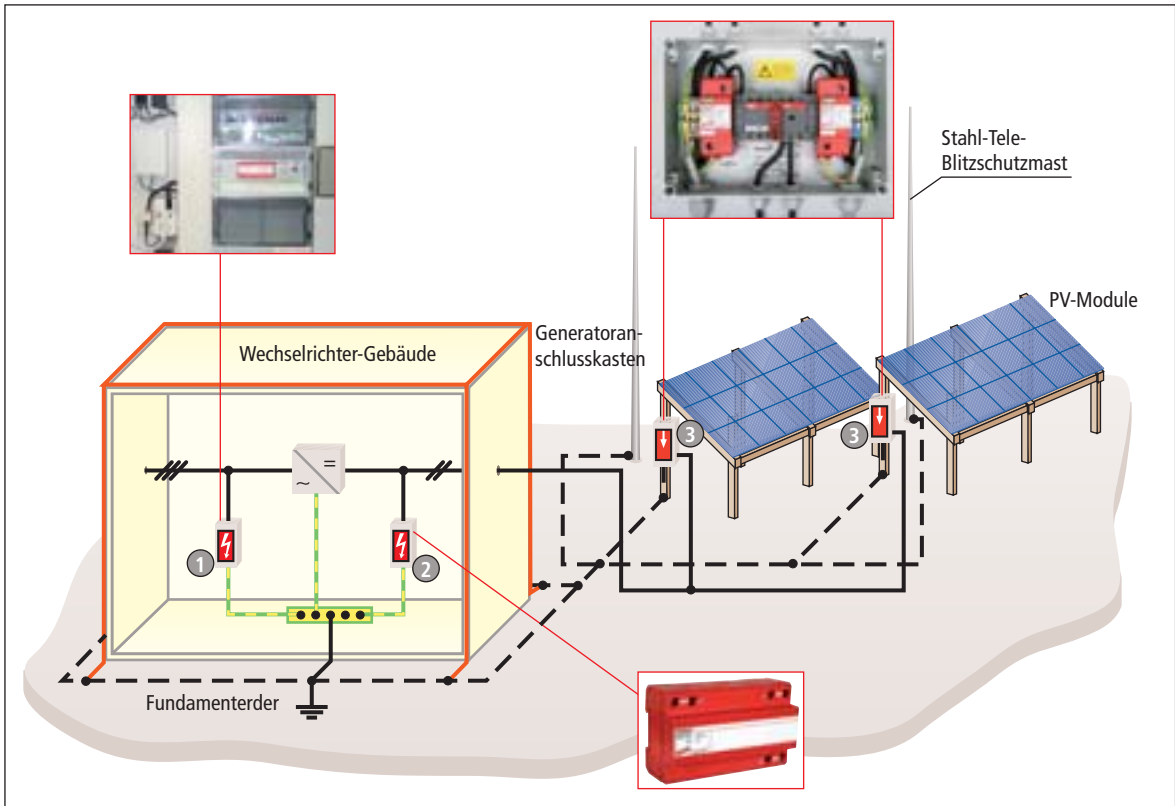 Stahl-Tele-
Blitzschutzmast
PV-Module
Generatoran-
schlusskasten
Wechselrichter-Gebäude
3
3
=
~
1
2
Fundamenterder